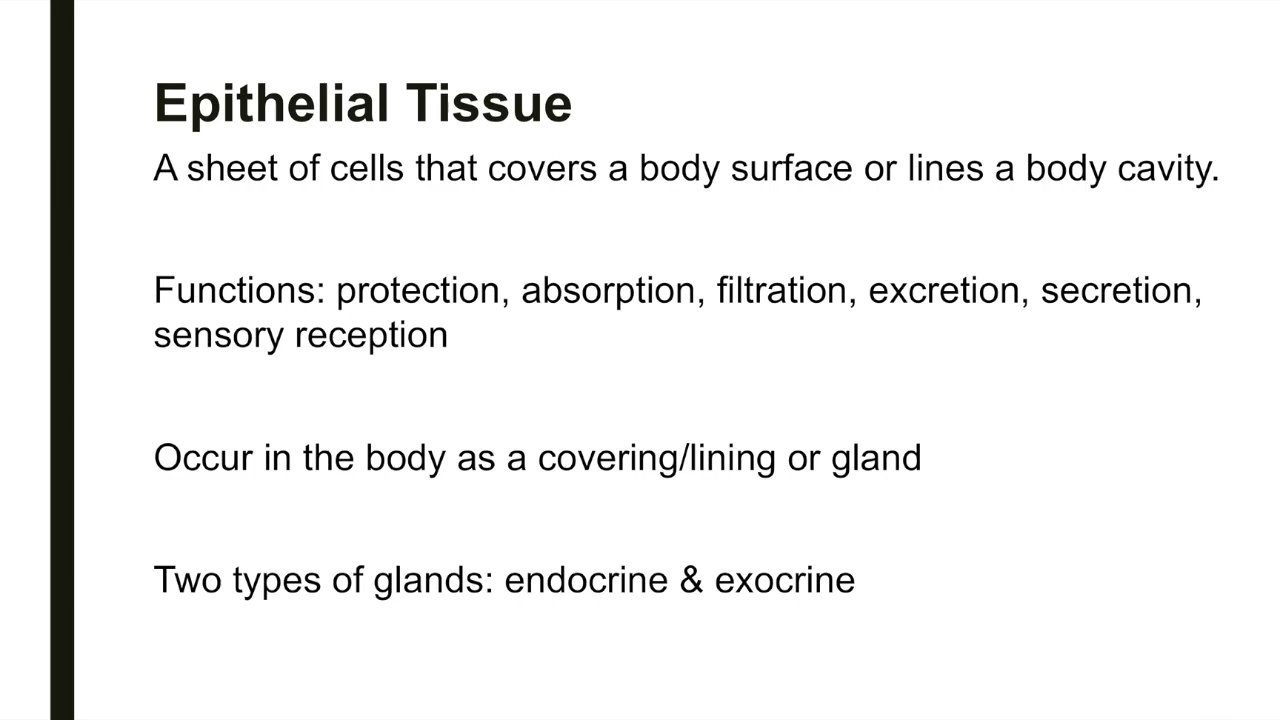 Epithelial Tissue
A sheet of cells that covers a body surface or lines a body cavity.
Functions: protection, absorption, filtration, excretion, secretion,
sensory reception
Occur in the body as a covering/lining or gland
Two types of glands: endocrine & exocrine